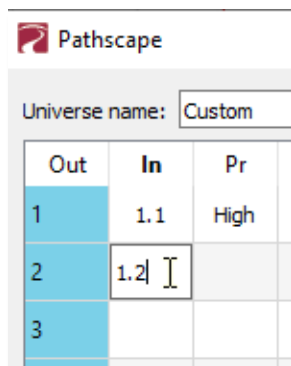 Pathscape
Universe name: Custom
Out In Pr
1 1.1 High
2 1.2
3